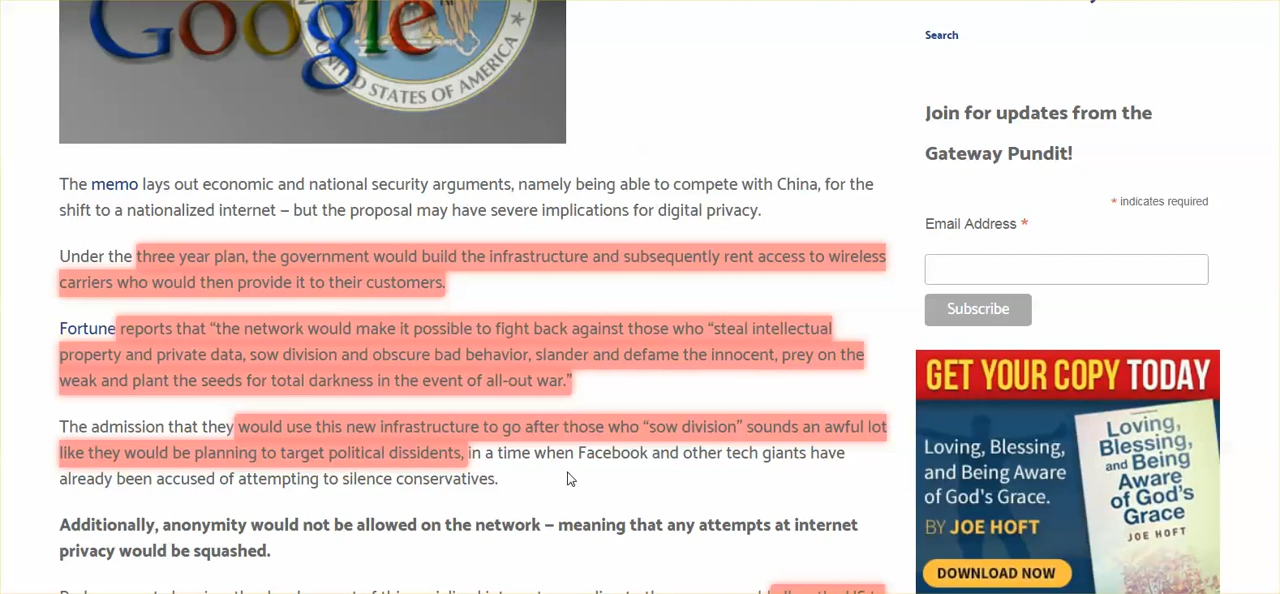 Google
UNITED STATES OF AMERICA
The memo lays out economic and national security arguments, namely being able to compete with China, for the
shift to a nationalized internet – but the proposal may have severe implications for digital privacy.
Under the three year plan, the government would build the infrastructure and subsequently rent access to wireless
carriers who would then provide it to their customers.
Fortune reports that “the network would make it possible to fight back against those who “steal intellectual
property and private data, sow division and obscure bad behavior, slander and defame the innocent, prey on the
weak and plant the seeds for total darkness in the event of all-out war.”
The admission that they would use this new infrastructure to go after those who “sow division” sounds an awful lot
like they would be planning to target political dissidents, in a time when Facebook and other tech giants have
already been accused of attempting to silence conservatives.
Additionally, anonymity would not be allowed on the network – meaning that any attempts at internet
privacy would be squashed.
Search
Join for updates from the
Gateway Pundit!
* indicates required
Email Address *
Subscribe
GET YOUR COPY TODAY
Loving, Blessing,
and Being Aware
of God's Grace.
BY JOE HOFT
DOWNLOAD NOW
Loving,
Blessing,
and Being
Aware
of God's
Grace
JOE HOFT